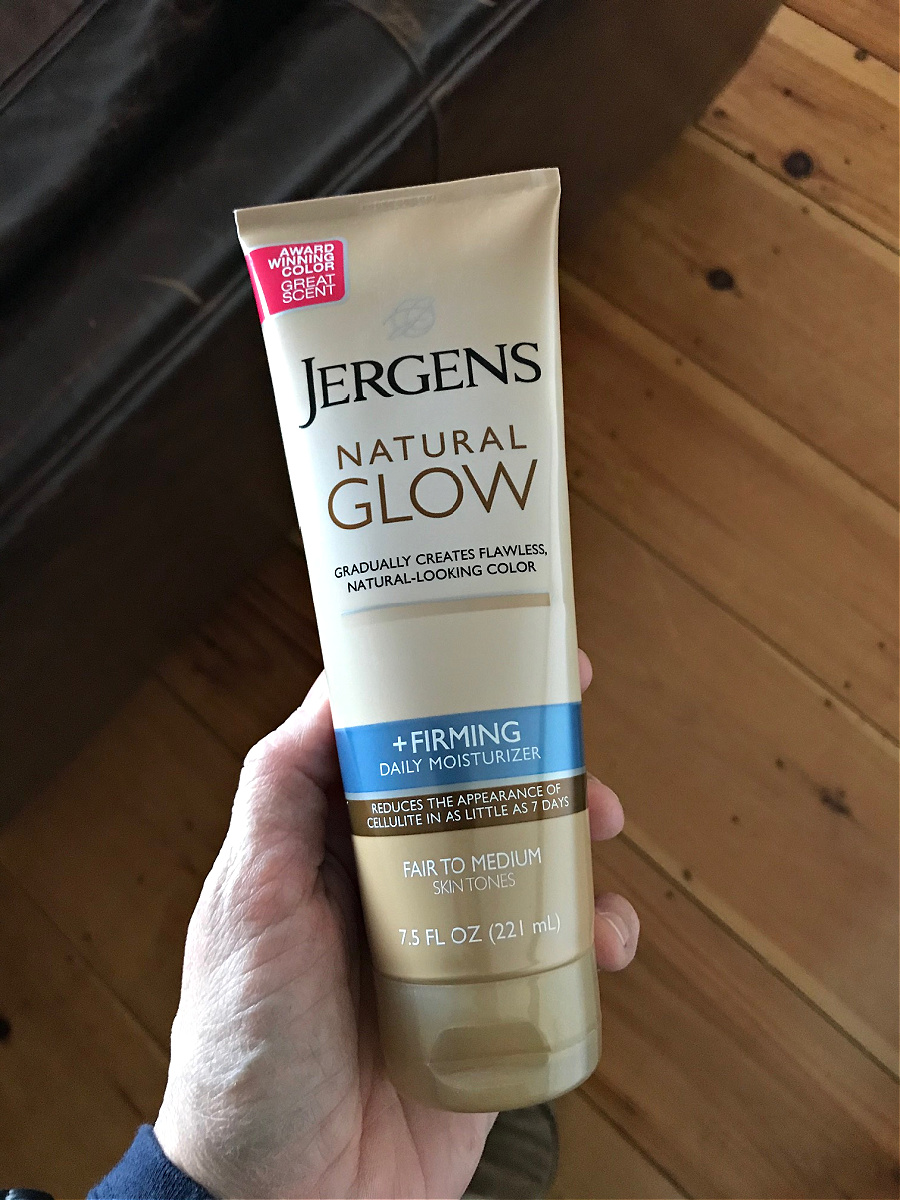 AWARD
WINNING
COLOR
GREAT
SCENT
JERGENS
NATURAL
GLOW
GRADUALLY CREATES FLAWLESS,
NATURAL-LOOKING COLOR
+FIRMING
DAILY MOISTURIZER
REDUCES THE APPEARANCE OF
CELLULITE IN AS LITTLE AS 7 DAYS
FAIR TO MEDIUM
SKIN TONES
7.5 FL OZ (221 mL)